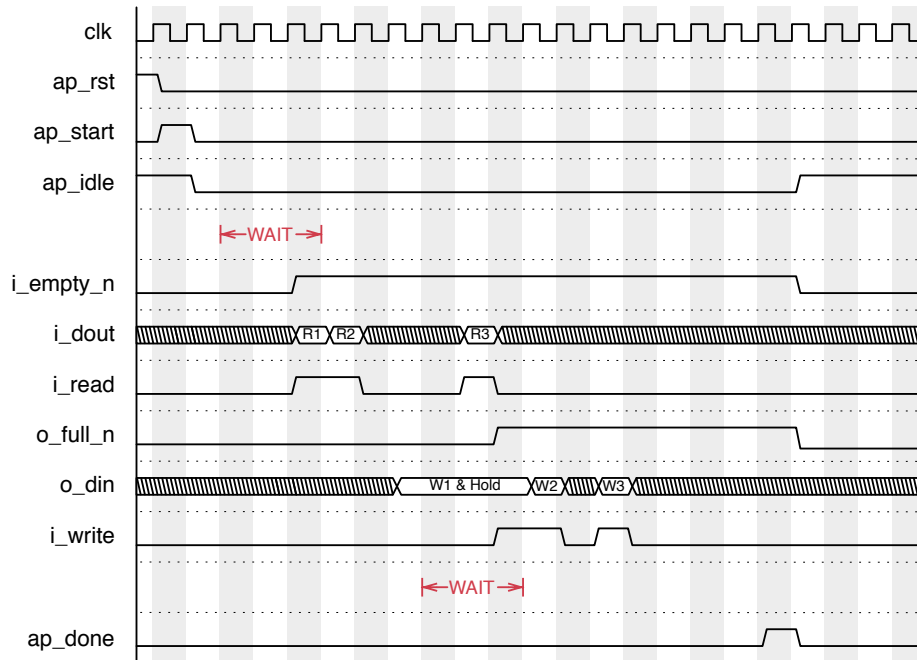 clk
ap_rst
ap_start
ap_idle
WAIT
i_empty_n
i_dout R1 R2 R3
i_read
o_full_n
o_din W1 & Hold W2 W3
i_write
WAIT
ap_done